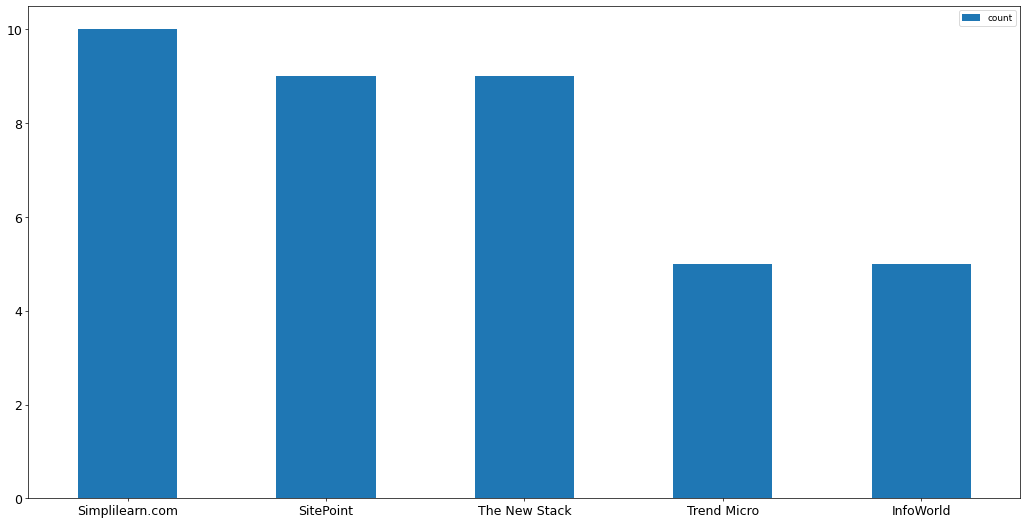 count
10
8
6
4
2
0
Simplilearn.com
SitePoint
The New Stack
Trend Micro
InfoWorld